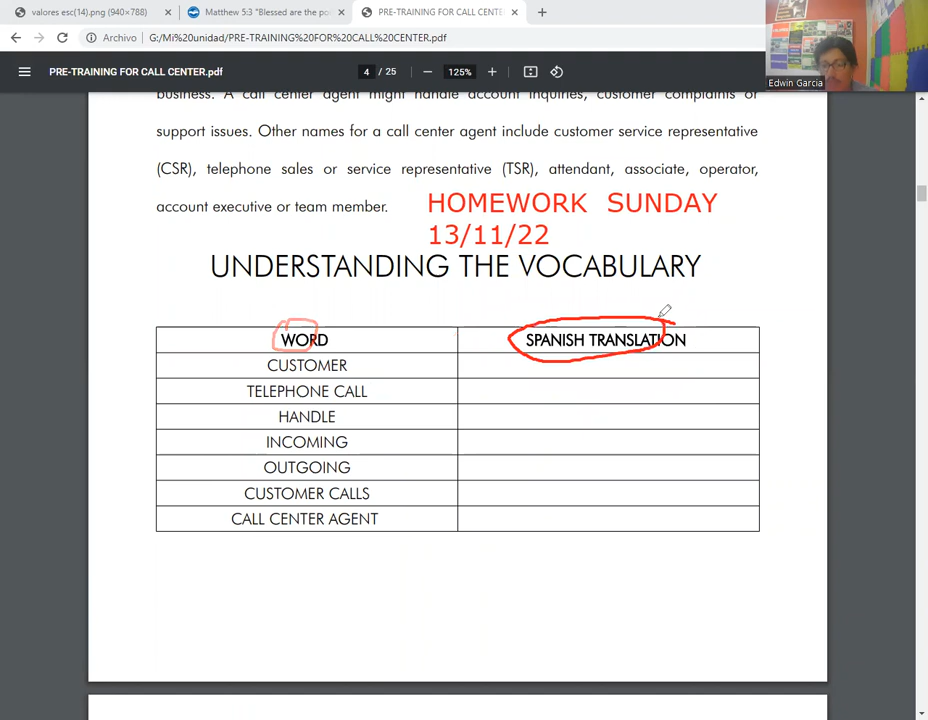 valores esc(14).png (940×788)
Matthew 5:3 "Blessed are the po
PRE-TRAINING FOR CALL CENTE
Archivo
G:/Mi%20unidad/PRE-TRAINING%20FOR%20CALL%20CENTER.pdf
PRE-TRAINING FOR CALL CENTER.pdf
4 / 25
125%
Edwin Garcia
business. A call center agent might handle account inquiries, customer complaints or
support issues. Other names for a call center agent include customer service representative
(CSR), telephone sales or service representative (TSR), attendant, associate, operator,
account executive or team member.
HOMEWORK SUNDAY
13/11/22
UNDERSTANDING THE VOCABULARY
WORD SPANISH TRANSLATION
CUSTOMER
TELEPHONE CALL
HANDLE
INCOMING
OUTGOING
CUSTOMER CALLS
CALL CENTER AGENT